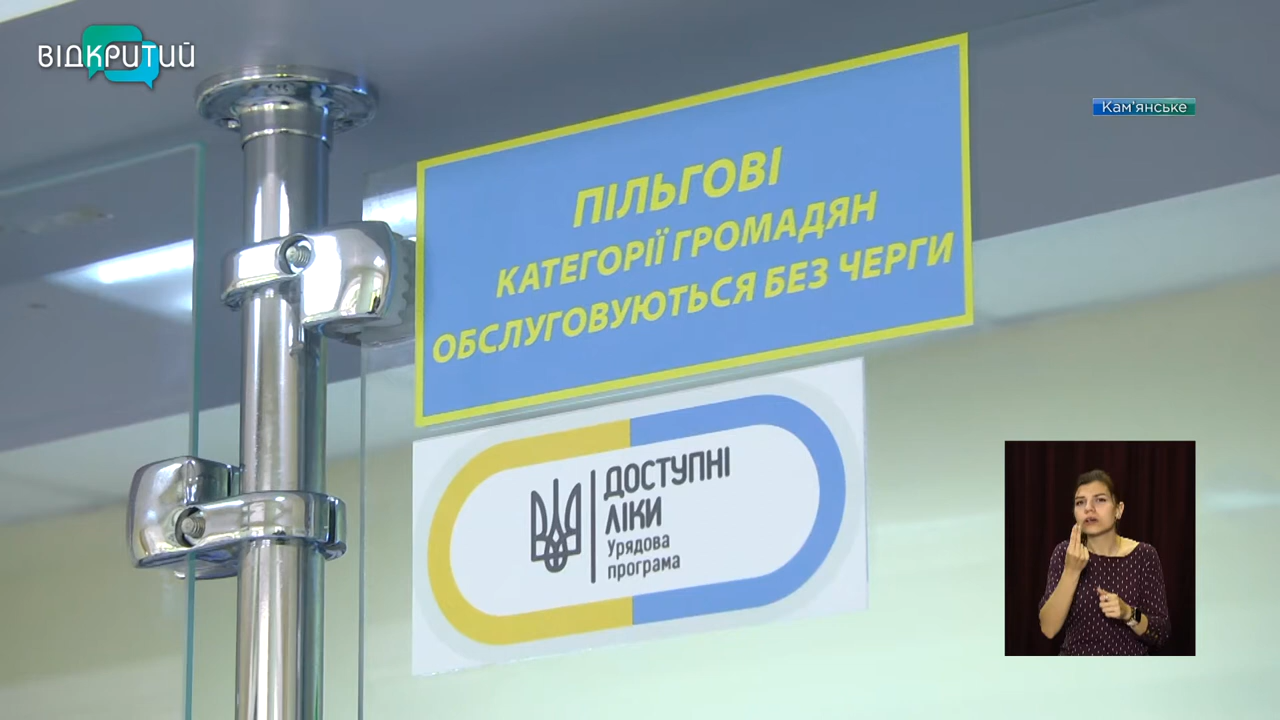 ВІДКРИТИЙ
Кам'янське
ПІЛЬГОВІ
КАТЕГОРІЇ ГРОМАДЯН
ОБСЛУГОВУЮТЬСЯ БЕЗ ЧЕРГИ
ДОСТУПНІ
ЛІКИ
Урядова
програма